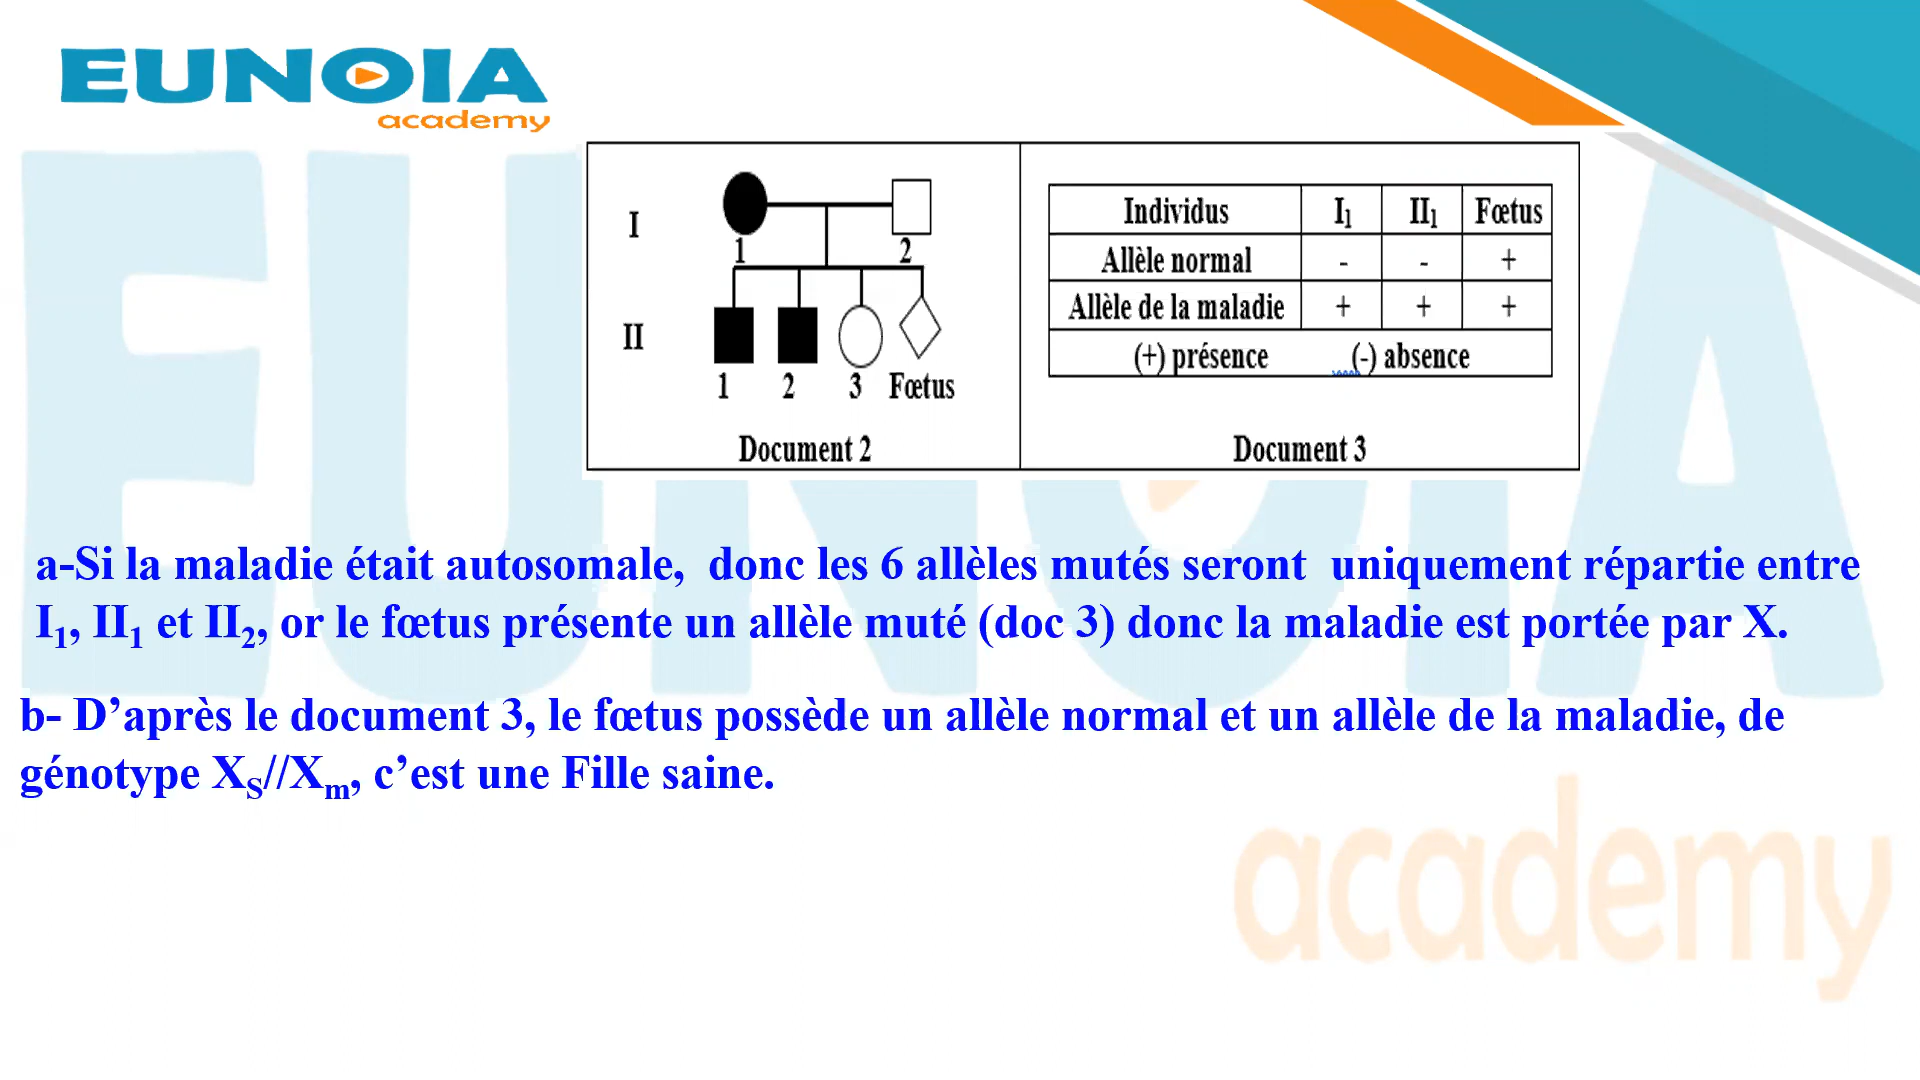 EUNOIA
academy
I
1
2
II
1 2 3 Fœtus
Document 2
Individus I1 II1 Fœtus
Allèle normal - - +
Allèle de la maladie + + +
(+) présence (-) absence
Document 3
a-Si la maladie était autosomale, donc les 6 allèles mutés seront uniquement répartie entre
I1, II1 et II2, or le fœtus présente un allèle muté (doc 3) donc la maladie est portée par X.
b- D’après le document 3, le fœtus possède un allèle normal et un allèle de la maladie, de
génotype XS//Xm, c’est une Fille saine.
EUNOIA
academy